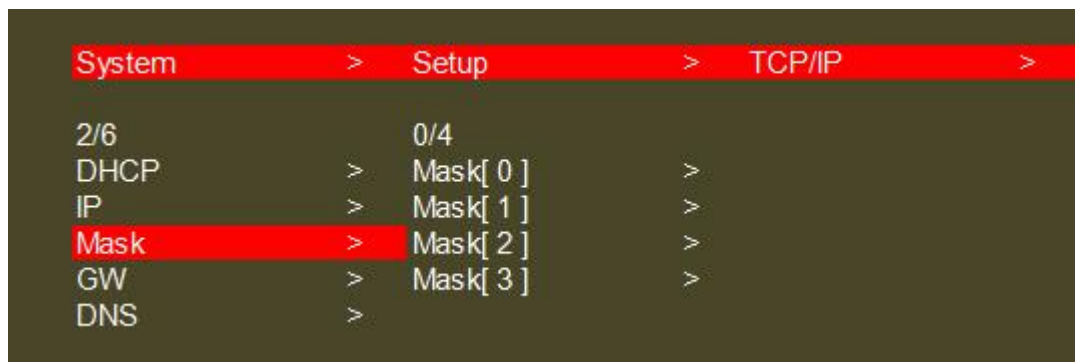 System > Setup > TCP/IP >
2/6 0/4
DHCP > Mask[ 0 ] >
IP > Mask[ 1 ] >
Mask > Mask[ 2 ] >
GW > Mask[ 3 ] >
DNS >